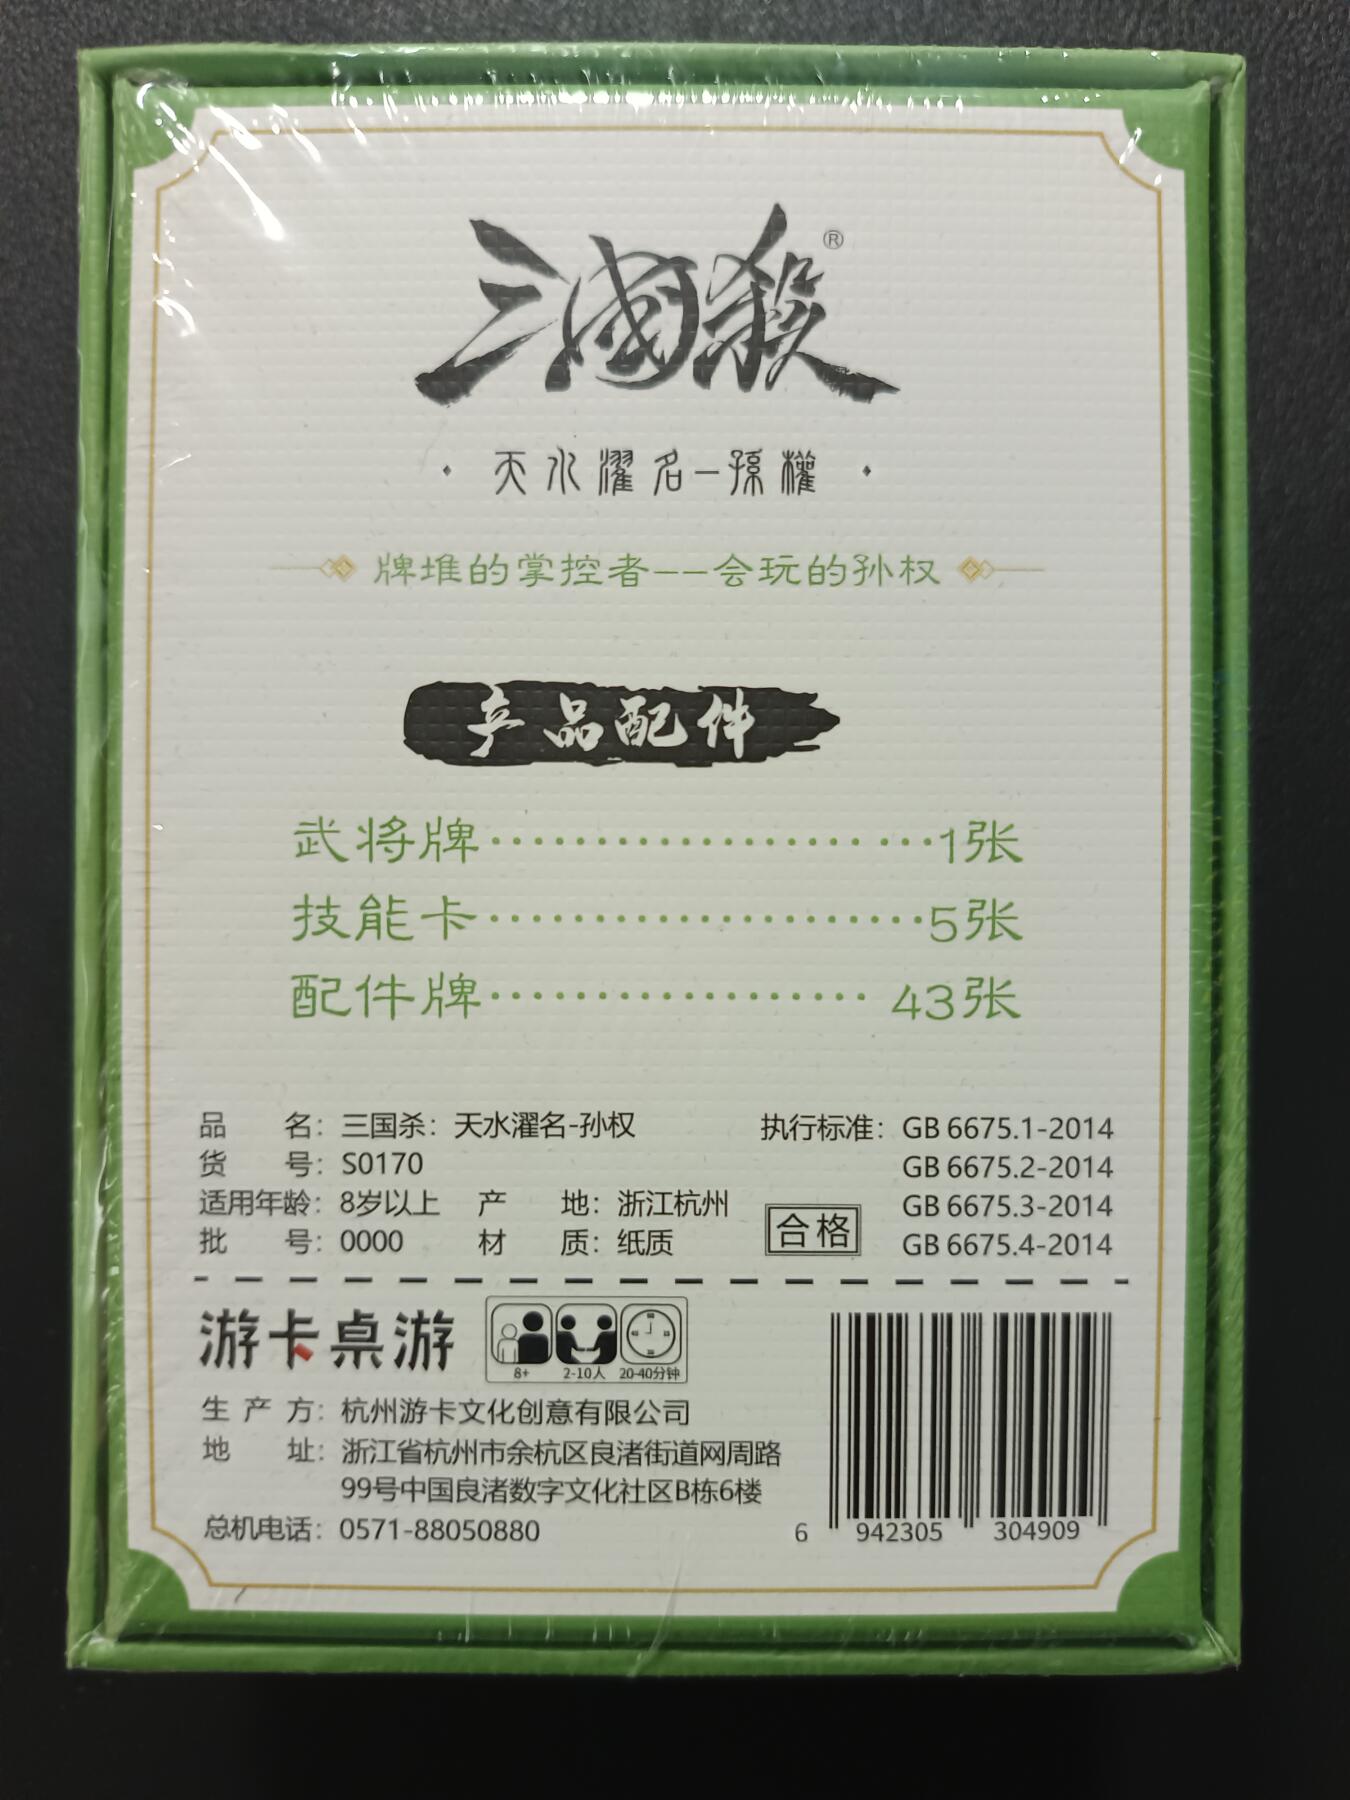 三國殺®
·天水濯名—孫權·
牌堆的掌控者——会玩的孙权
产品配件
武将牌·····················1张
技能卡·····················5张
配件牌··················43张
品 名：三国杀：天水濯名-孙权 执行标准：GB 6675.1-2014
货 号：S0170 GB 6675.2-2014
适用年龄：8岁以上 产 地：浙江杭州 GB 6675.3-2014
批 号：0000 材 质：纸质 合格 GB 6675.4-2014
游卡桌游
8+ 2-10人 20-40分钟
生 产 方：杭州游卡文化创意有限公司
地 址：浙江省杭州市余杭区良渚街道网周路
99号中国良渚数字文化社区B栋6楼
总机电话：0571-88050880
6 942305 304909